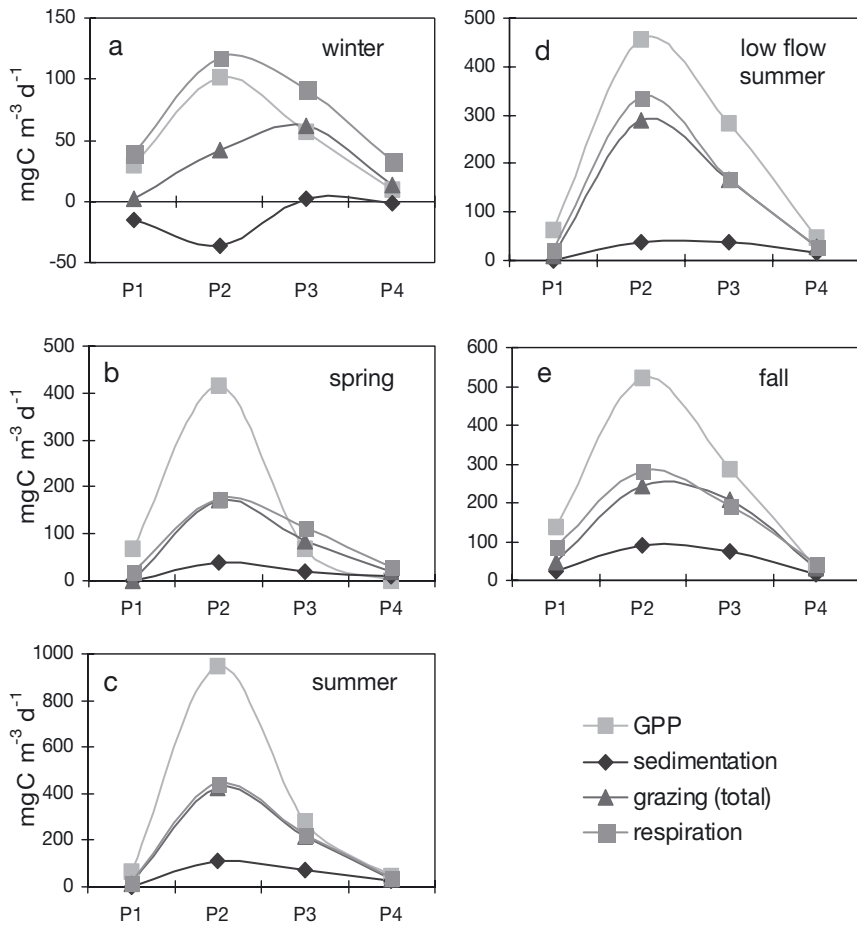 a
winter
mgC m-3 d-1
150
100
50
0
-50
P1 P2 P3 P4
d
low flow
summer
500
400
300
200
100
0
P1 P2 P3 P4
b
spring
mgC m-3 d-1
500
400
300
200
100
0
P1 P2 P3 P4
e
fall
600
500
400
300
200
100
0
P1 P2 P3 P4
c
summer
mgC m-3 d-1
1000
800
600
400
200
0
P1 P2 P3 P4
GPP
sedimentation
grazing (total)
respiration